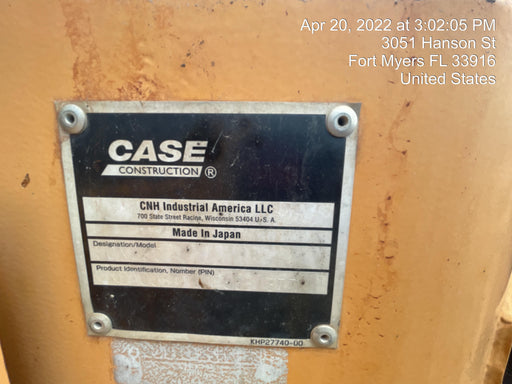 Apr 20, 2022 at 3:02:05 PM
3051 Hanson St
Fort Myers FL 33916
United States
CASE
CONSTRUCTION ®
CNH Industrial America LLC
700 State Street Racine, Wisconsin 53404 U.S.A.
Made In Japan
Designation/Model
Product Identification Number (PIN)
KHP27740-00